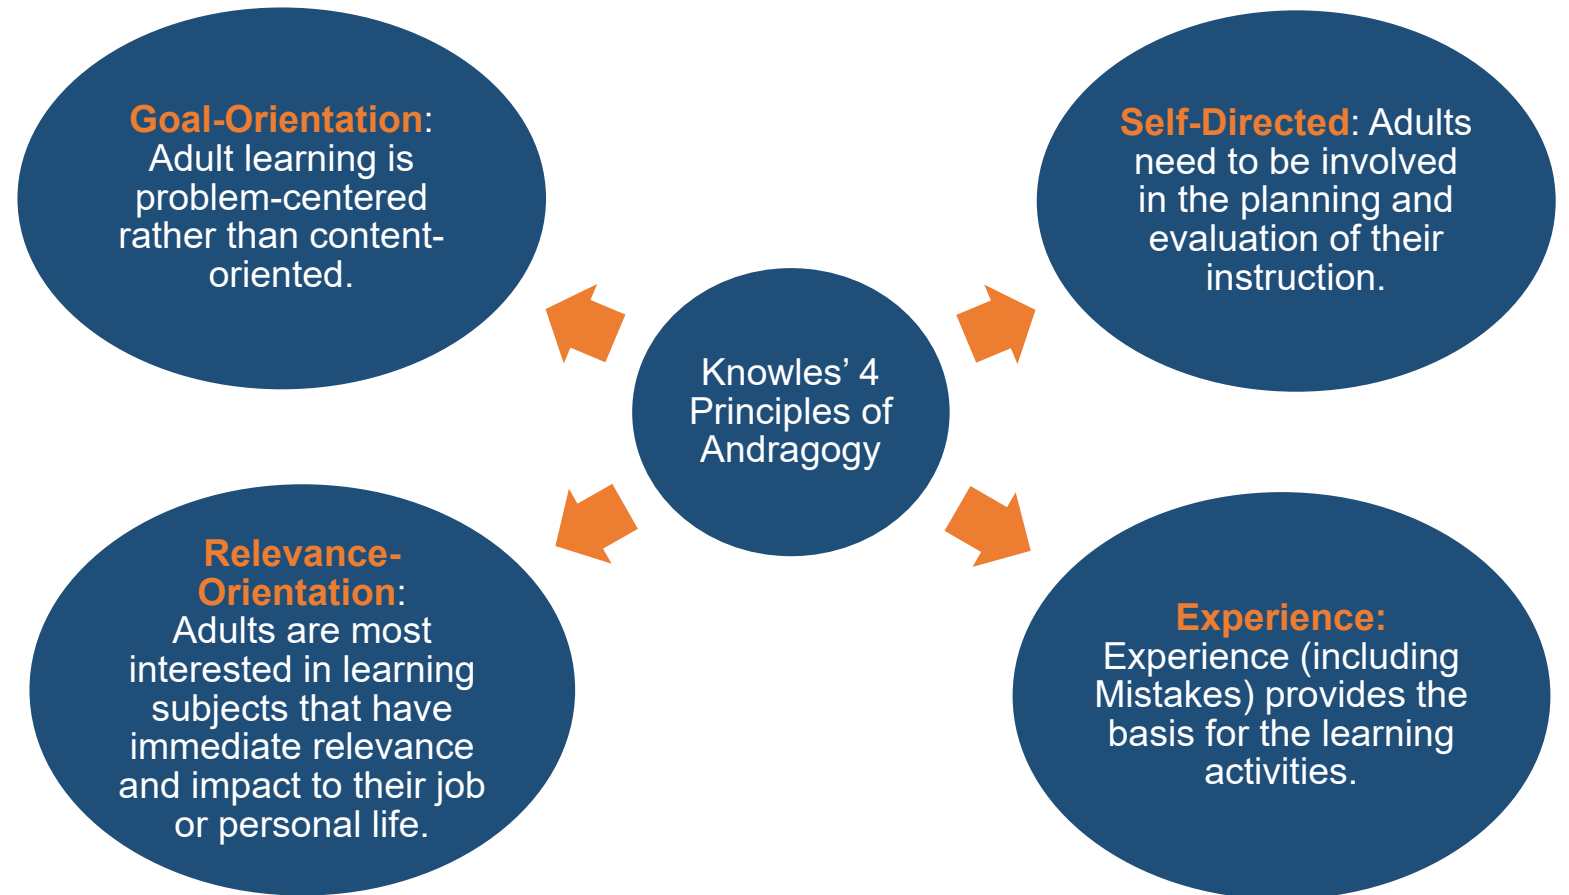 Goal-Orientation:
Adult learning is
problem-centered
rather than content-
oriented.
Self-Directed: Adults
need to be involved
in the planning and
evaluation of their
instruction.
Knowles’ 4
Principles of
Andragogy
Relevance-
Orientation:
Adults are most
interested in learning
subjects that have
immediate relevance
and impact to their job
or personal life.
Experience:
Experience (including
Mistakes) provides the
basis for the learning
activities.